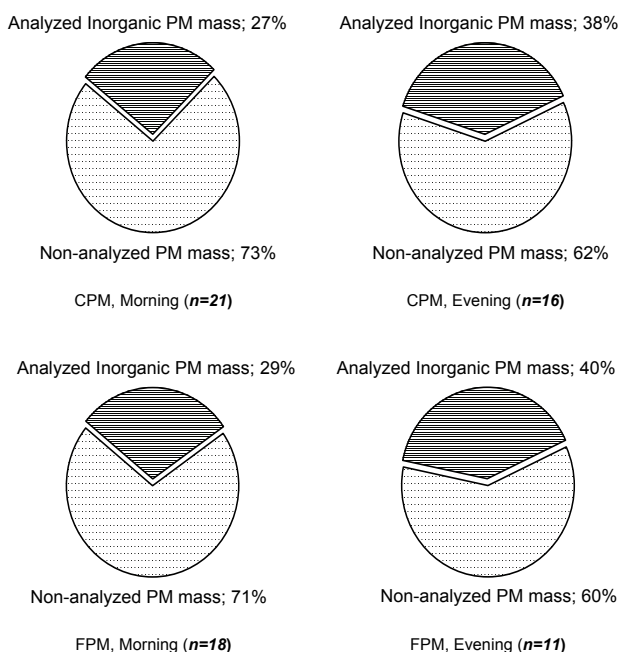 Analyzed Inorganic PM mass; 27%
Analyzed Inorganic PM mass; 38%
Non-analyzed PM mass; 73%
Non-analyzed PM mass; 62%
CPM, Morning (n=21)
CPM, Evening (n=16)
Analyzed Inorganic PM mass; 29%
Analyzed Inorganic PM mass; 40%
Non-analyzed PM mass; 71%
Non-analyzed PM mass; 60%
FPM, Morning (n=18)
FPM, Evening (n=11)